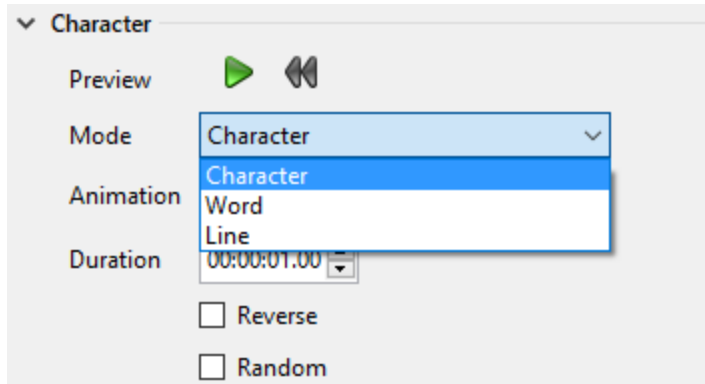 Character
Preview
Mode Character
Character
Animation
Word
Line
Duration 00:00:01.00
Reverse
Random